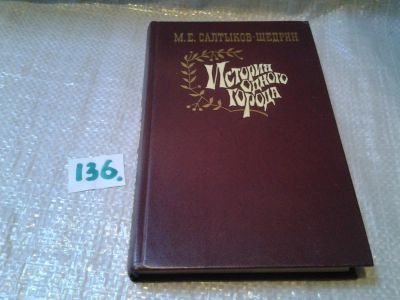 М. Е. САЛТЫКОВ-ЩЕДРИН
История
одного
города
136.